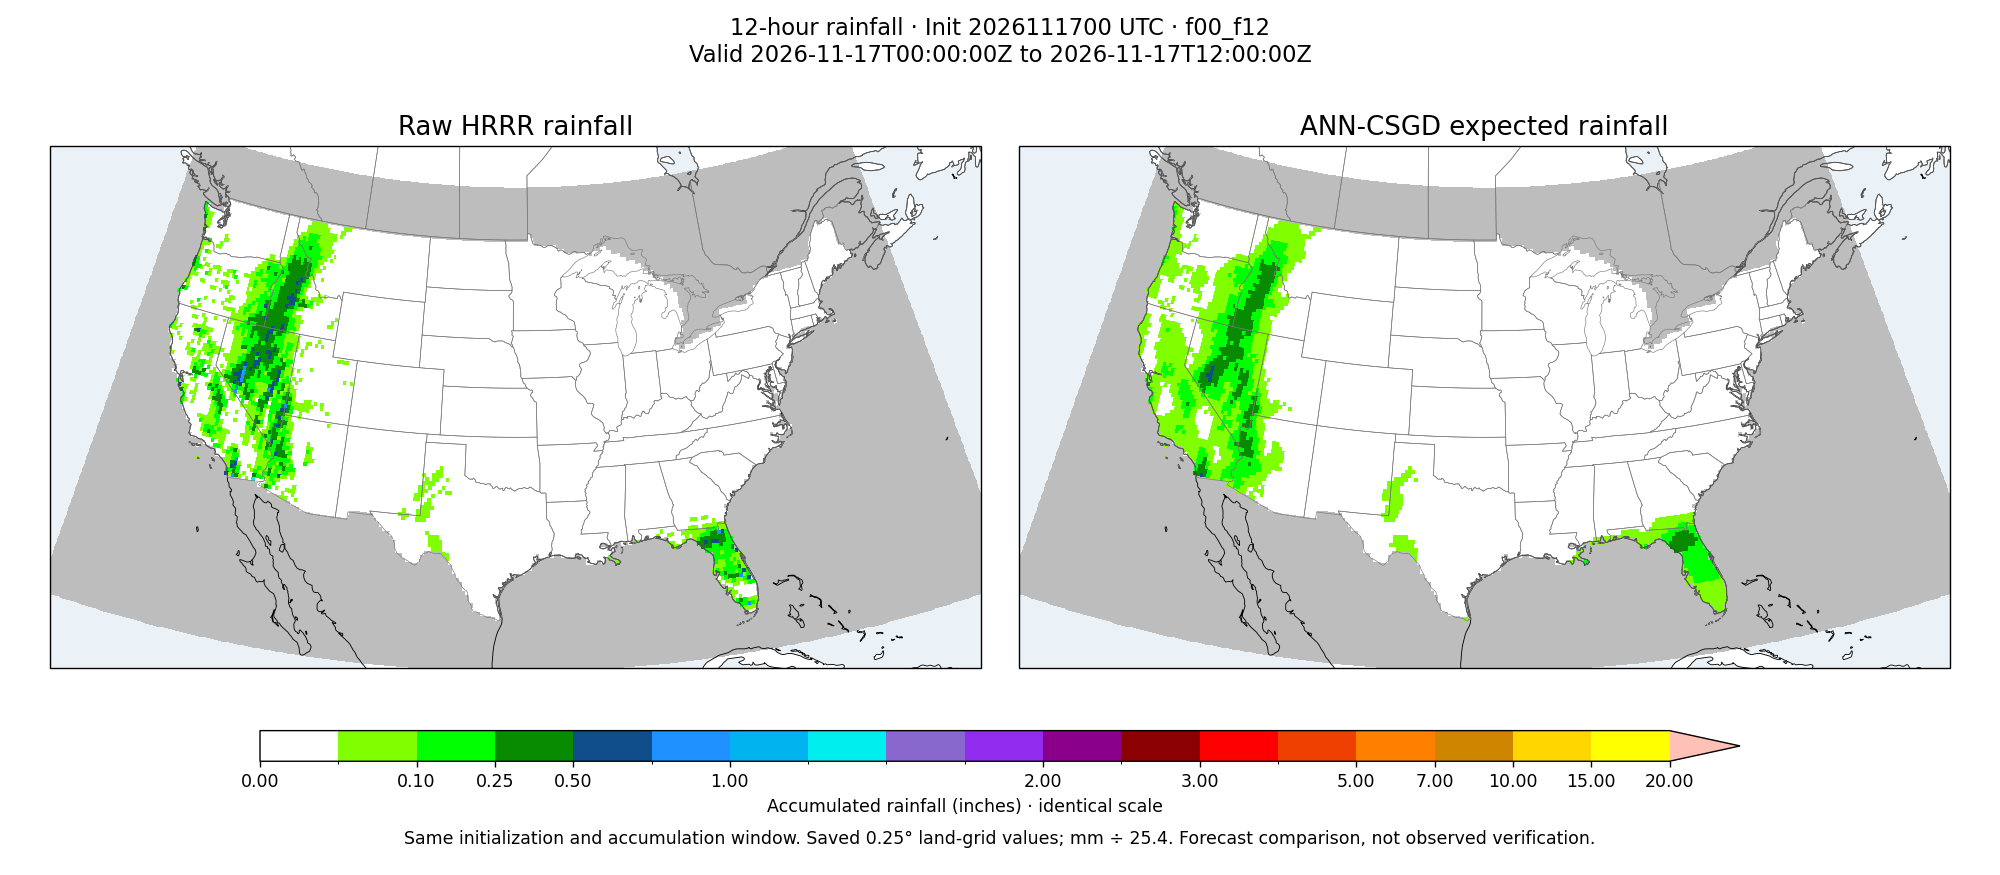 12-hour rainfall · Init 2026111700 UTC · f00_f12
Valid 2026-11-17T00:00:00Z to 2026-11-17T12:00:00Z
Raw HRRR rainfall
ANN-CSGD expected rainfall
0.00 0.10 0.25 0.50 1.00 2.00 3.00 5.00 7.00 10.00 15.00 20.00
Accumulated rainfall (inches) · identical scale
Same initialization and accumulation window. Saved 0.25° land-grid values; mm ÷ 25.4. Forecast comparison, not observed verification.